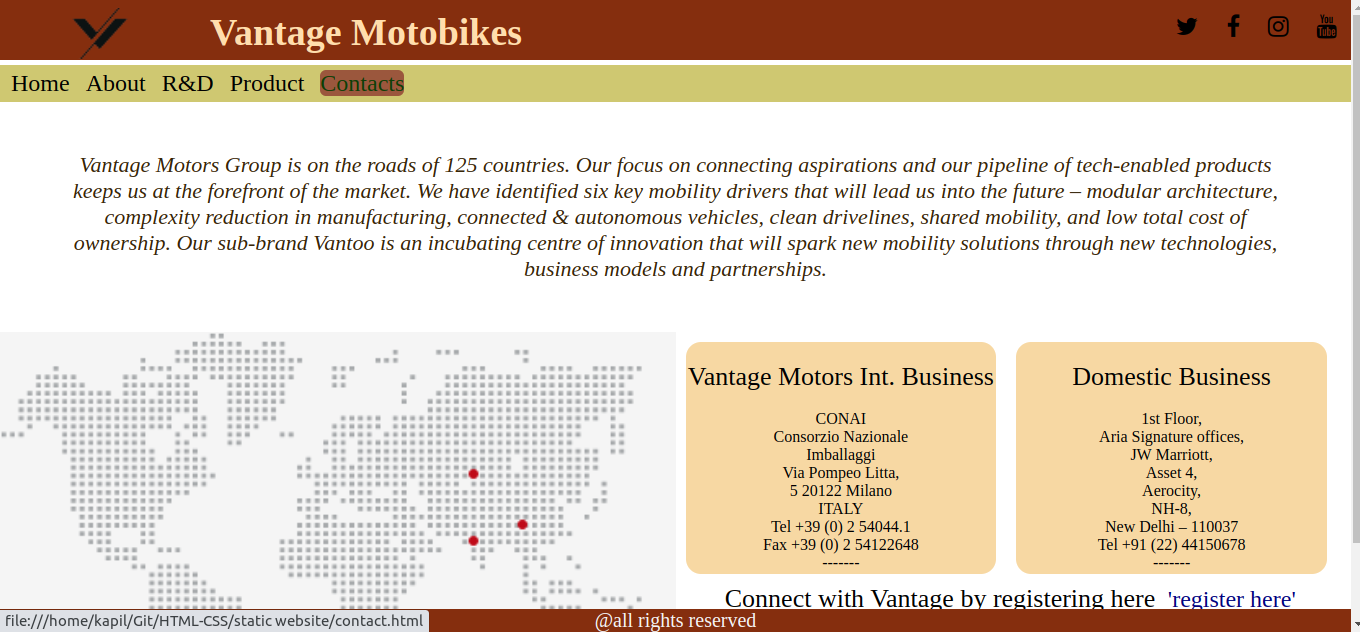 Vantage Motobikes
You
Tube
Home About R&D Product Contacts
Vantage Motors Group is on the roads of 125 countries. Our focus on connecting aspirations and our pipeline of tech-enabled products
keeps us at the forefront of the market. We have identified six key mobility drivers that will lead us into the future – modular architecture,
complexity reduction in manufacturing, connected & autonomous vehicles, clean drivelines, shared mobility, and low total cost of
ownership. Our sub-brand Vantoo is an incubating centre of innovation that will spark new mobility solutions through new technologies,
business models and partnerships.
Vantage Motors Int. Business
CONAI
Consorzio Nazionale
Imballaggi
Via Pompeo Litta,
5 20122 Milano
ITALY
Tel +39 (0) 2 54044.1
Fax +39 (0) 2 54122648
-------
Domestic Business
1st Floor,
Aria Signature offices,
JW Marriott,
Asset 4,
Aerocity,
NH-8,
New Delhi – 110037
Tel +91 (22) 44150678
-------
Connect with Vantage by registering here 'register here'
file:///home/kapil/Git/HTML-CSS/static website/contact.html
@all rights reserved